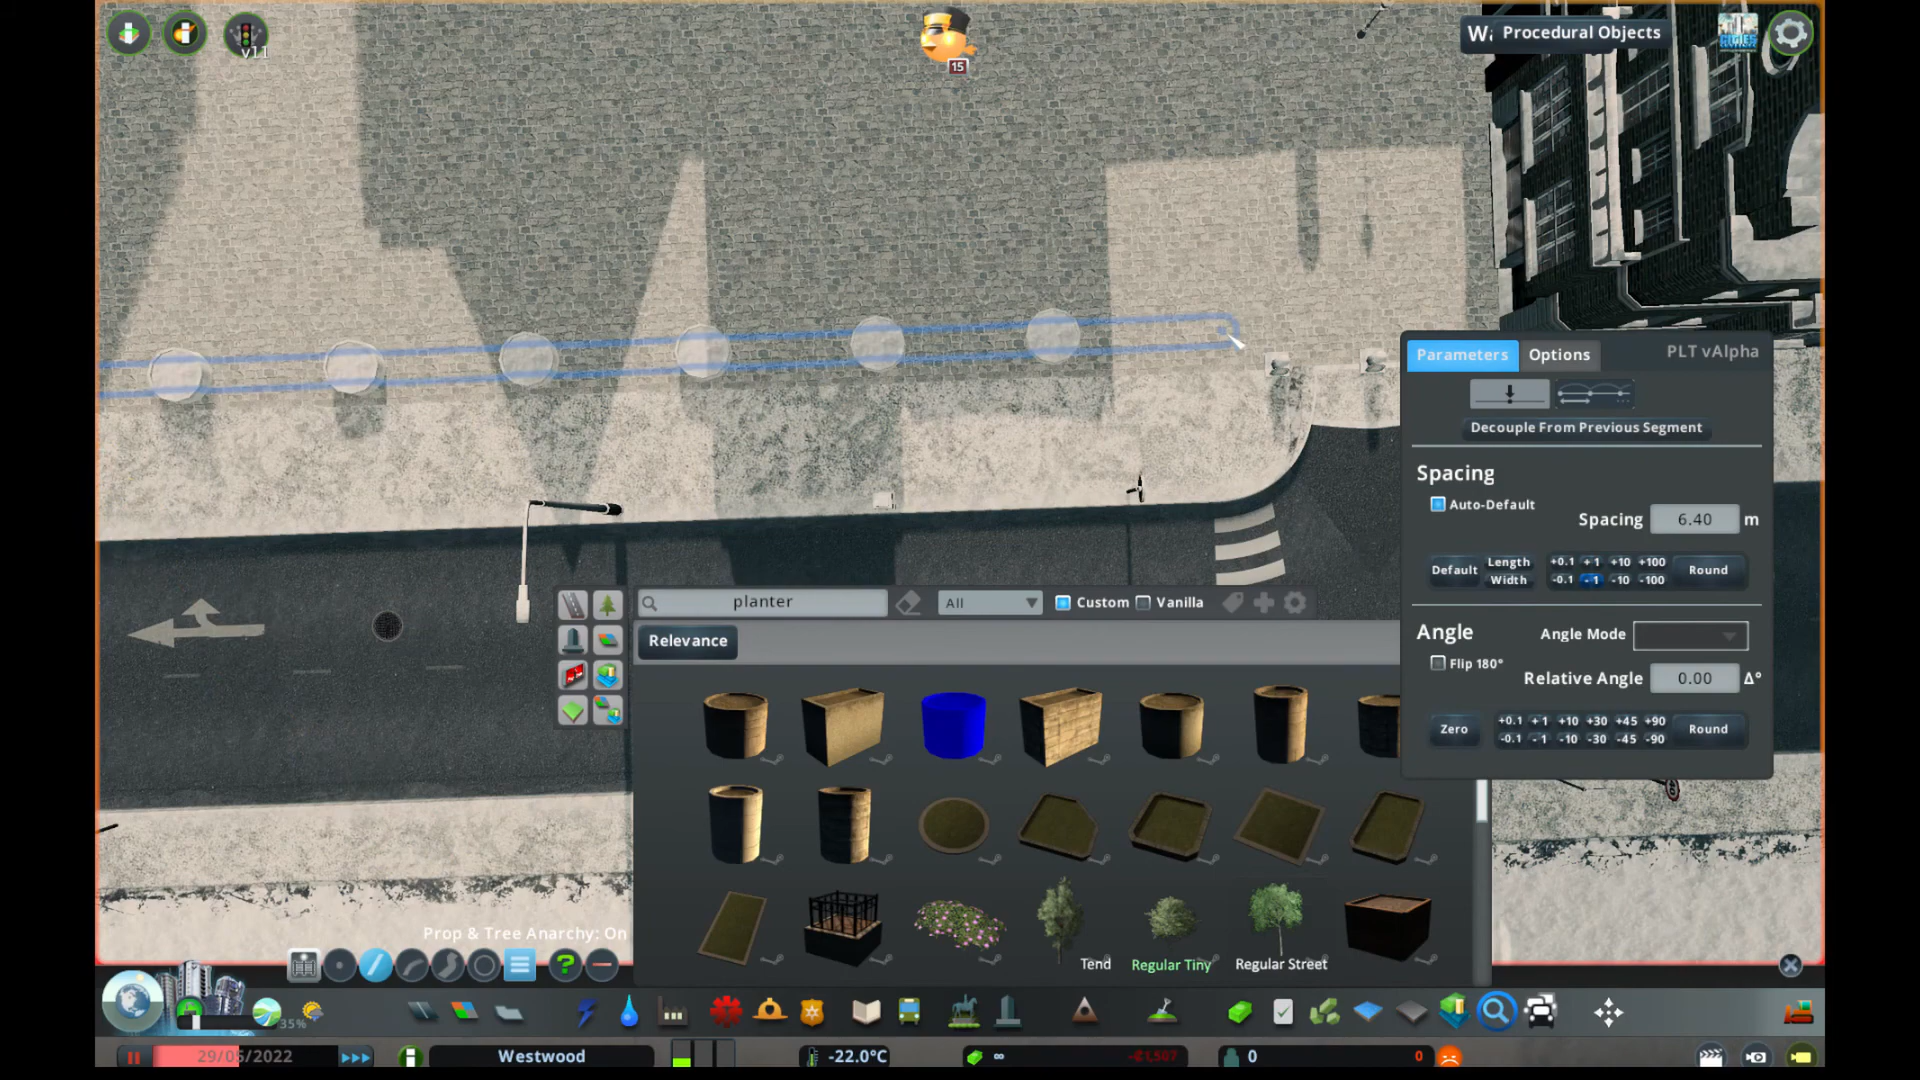 v11
15
W
Procedural Objects
Parameters
Options
PLT vAlpha
Decouple From Previous Segment
Spacing
Auto-Default
Spacing 6.40 m
Default
Length
Width
+0.1 +1 +10 +100
-0.1 -1 -10 -100
Round
Angle
Angle Mode
Flip 180°
Relative Angle 0.00 Δ°
Zero
+0.1 +1 +10 +30 +45 +90
-0.1 -1 -10 -30 -45 -90
Round
planter
All
Custom
Vanilla
Relevance
Tend
Regular Tiny
Regular Street
Prop & Tree Anarchy: On
?
35%
29/05/2022
Westwood
-22.0°C
∞
0
0